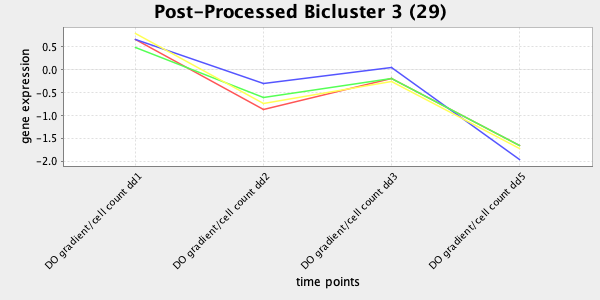 Post-Processed Bicluster 3 (29)
gene expression
0.5
0.0
-0.5
-1.0
-1.5
-2.0
DO gradient/cell count dd1
DO gradient/cell count dd2
DO gradient/cell count dd3
DO gradient/cell count dd5
time points